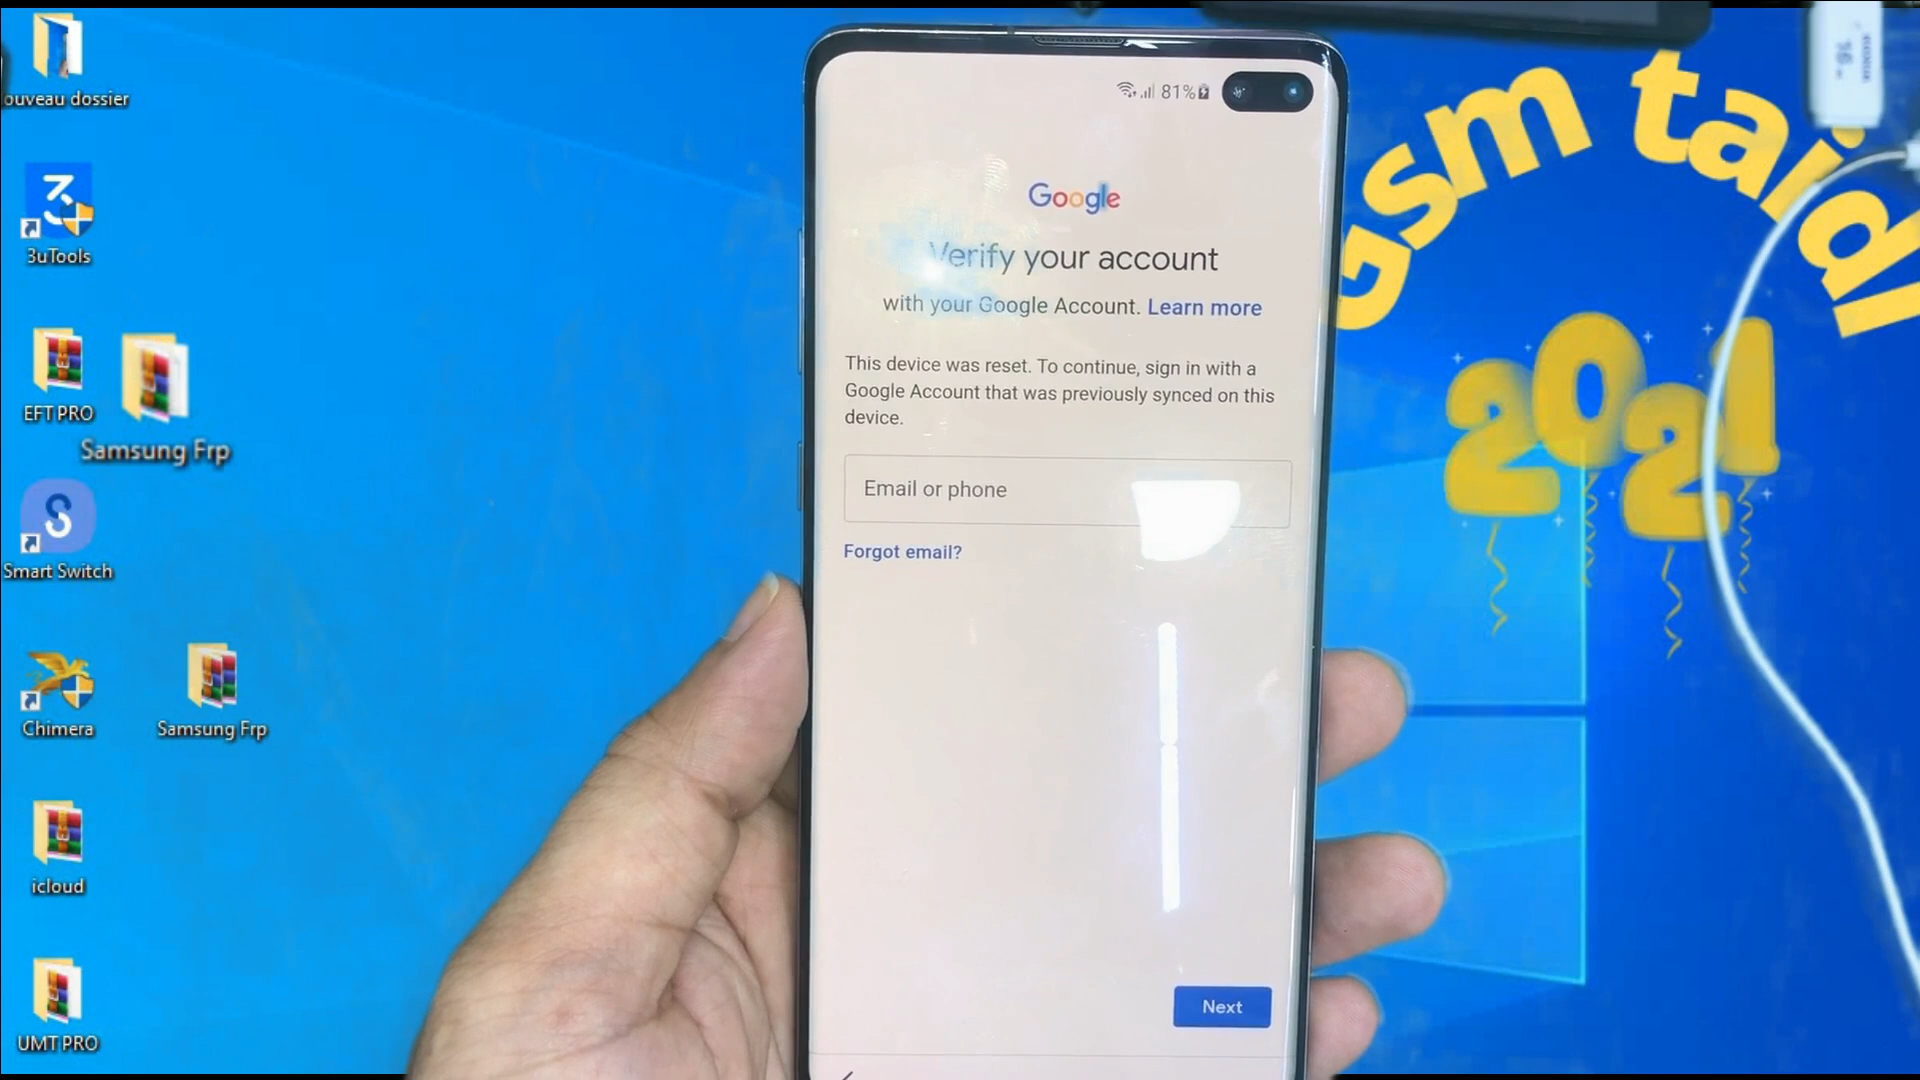 ouveau dossier
3uTools
EFT PRO
Samsung Frp
Smart Switch
Chimera
Samsung Frp
icloud
UMT PRO
81%
Google
Verify your account
with your Google Account. Learn more
This device was reset. To continue, sign in with a
Google Account that was previously synced on this
device.
Email or phone
Forgot email?
Next
Gsm taidi
2021